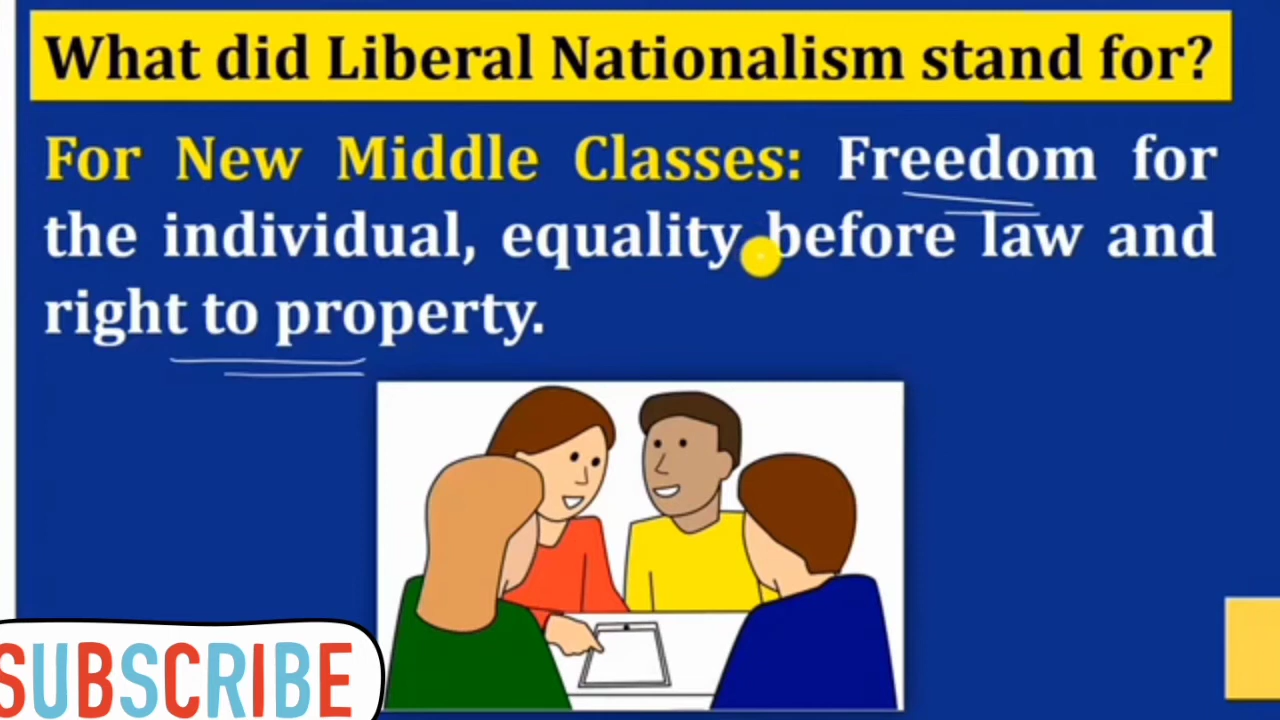 What did Liberal Nationalism stand for?
For New Middle Classes: Freedom for
the individual, equality before law and
right to property.
SUBSCRIBE